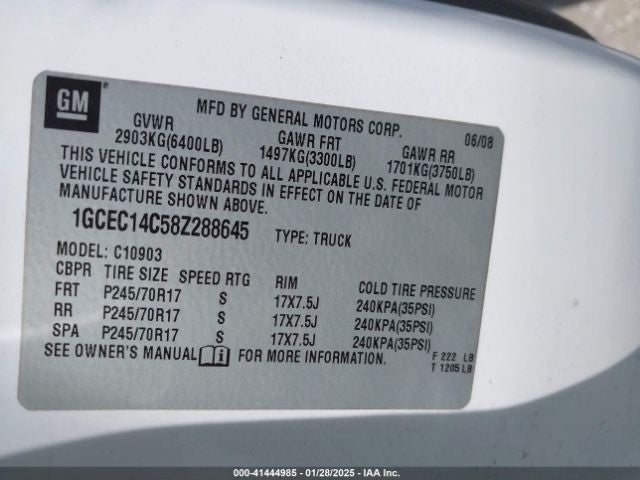 GM
MFD BY GENERAL MOTORS CORP. 06/08
GVWR GAWR FRT GAWR RR
2903KG(6400LB) 1497KG(3300LB) 1701KG(3750LB)
THIS VEHICLE CONFORMS TO ALL APPLICABLE U.S. FEDERAL MOTOR
VEHICLE SAFETY STANDARDS IN EFFECT ON THE DATE OF
MANUFACTURE SHOWN ABOVE.
1GCEC14C58Z288645 TYPE: TRUCK
MODEL: C10903
CBPR TIRE SIZE SPEED RTG RIM COLD TIRE PRESSURE
FRT P245/70R17 S 17X7.5J 240KPA(35PSI)
RR P245/70R17 S 17X7.5J 240KPA(35PSI)
SPA P245/70R17 S 17X7.5J 240KPA(35PSI)
SEE OWNER'S MANUAL FOR MORE INFORMATION.
F 222 LB
T 1205 LB
000-41444985 - 01/28/2025 - IAA Inc.